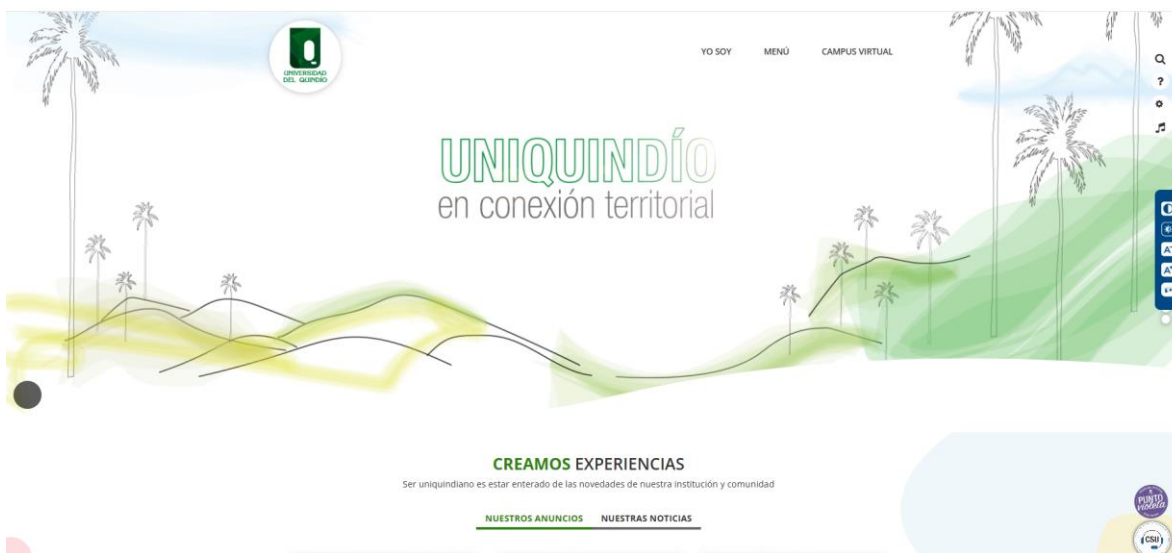 UNIVERSIDAD
DEL QUINDÍO
YO SOY MENÚ CAMPUS VIRTUAL
?
UNIQUINDÍO
en conexión territorial
CREAMOS EXPERIENCIAS
Ser uniquindiano es estar enterado de las novedades de nuestra institución y comunidad
NUESTROS ANUNCIOS NUESTRAS NOTICIAS
PUNTO
violeta
CSU